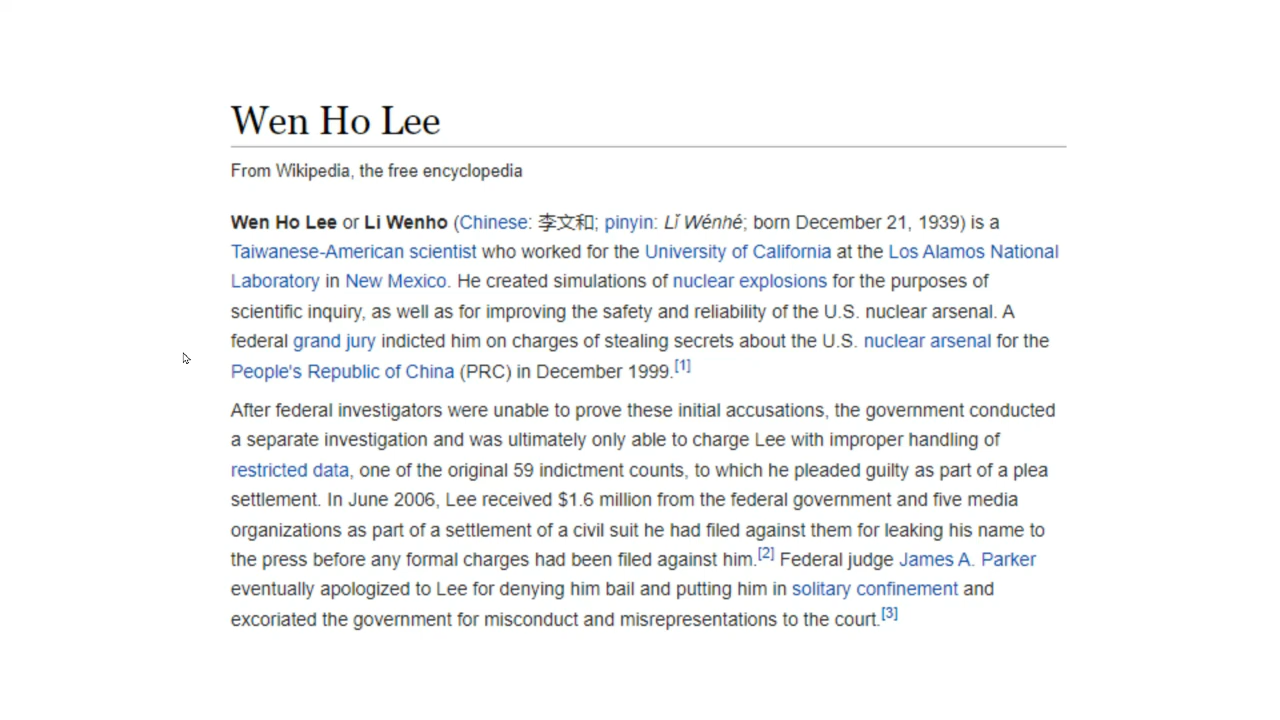 Wen Ho Lee
From Wikipedia, the free encyclopedia
Wen Ho Lee or Li Wenho (Chinese: 李文和; pinyin: Lǐ Wénhé; born December 21, 1939) is a
Taiwanese-American scientist who worked for the University of California at the Los Alamos National
Laboratory in New Mexico. He created simulations of nuclear explosions for the purposes of
scientific inquiry, as well as for improving the safety and reliability of the U.S. nuclear arsenal. A
federal grand jury indicted him on charges of stealing secrets about the U.S. nuclear arsenal for the
People's Republic of China (PRC) in December 1999.[1]
After federal investigators were unable to prove these initial accusations, the government conducted
a separate investigation and was ultimately only able to charge Lee with improper handling of
restricted data, one of the original 59 indictment counts, to which he pleaded guilty as part of a plea
settlement. In June 2006, Lee received $1.6 million from the federal government and five media
organizations as part of a settlement of a civil suit he had filed against them for leaking his name to
the press before any formal charges had been filed against him.[2] Federal judge James A. Parker
eventually apologized to Lee for denying him bail and putting him in solitary confinement and
excoriated the government for misconduct and misrepresentations to the court.[3]